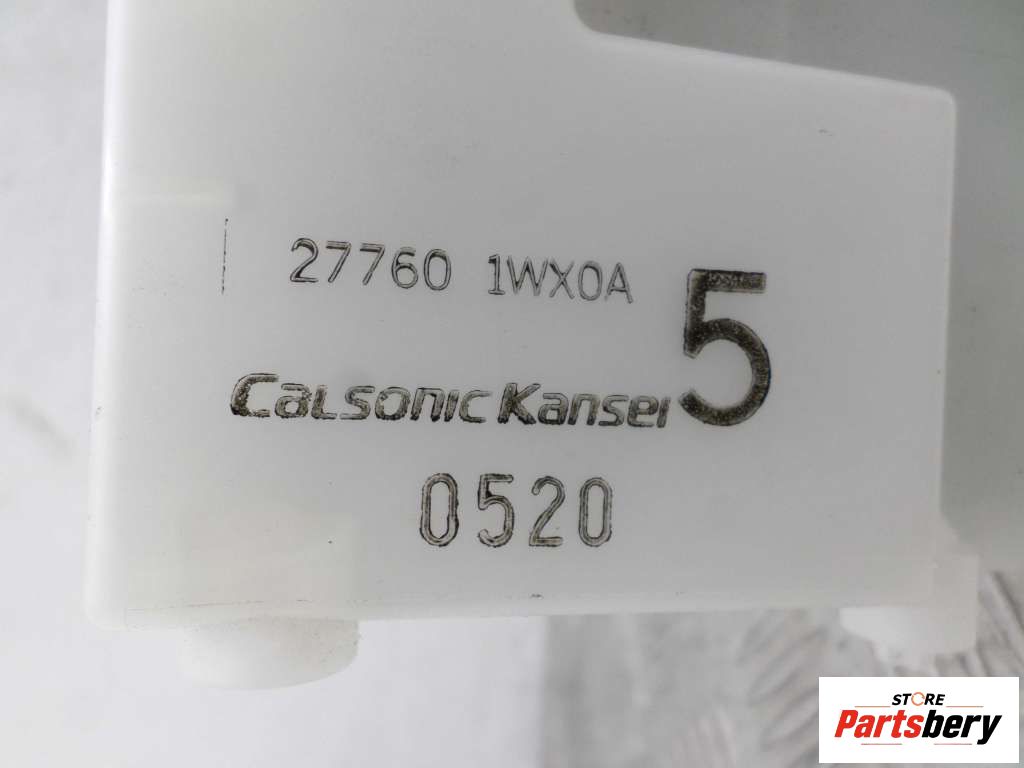 27760 1WX0A
5
CaLsonic Kansei
0520
STORE
Partsbery